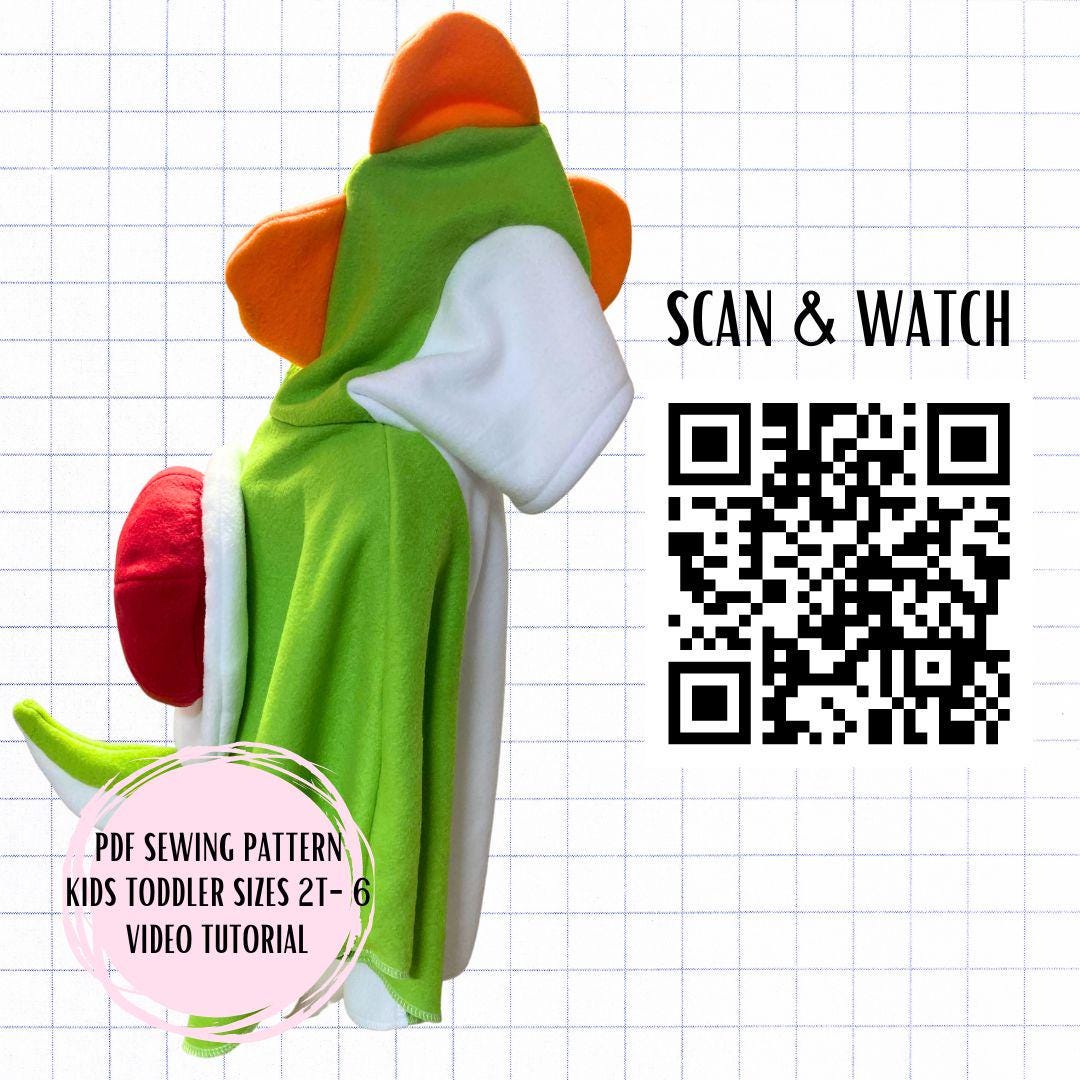 SCAN & WATCH
PDF SEWING PATTERN
KIDS TODDLER SIZES 2T- 6
VIDEO TUTORIAL